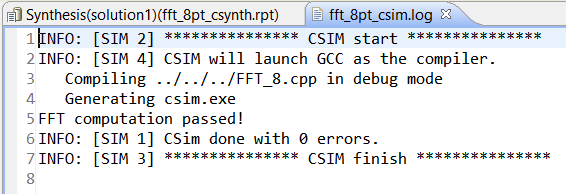 Synthesis(solution1)(fft_8pt_csynth.rpt)
fft_8pt_csim.log
1 INFO: [SIM 2] *************** CSIM start ***************
2 INFO: [SIM 4] CSIM will launch GCC as the compiler.
3    Compiling ../../../FFT_8.cpp in debug mode
4    Generating csim.exe
5 FFT computation passed!
6 INFO: [SIM 1] CSim done with 0 errors.
7 INFO: [SIM 3] *************** CSIM finish ***************
8